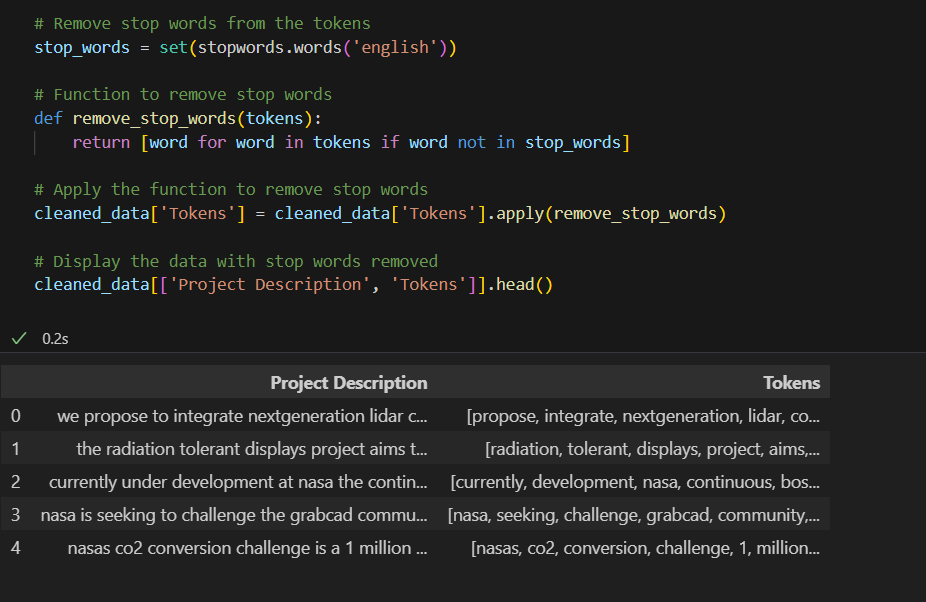 # Remove stop words from the tokens
stop_words = set(stopwords.words('english'))
# Function to remove stop words
def remove_stop_words(tokens):
    return [word for word in tokens if word not in stop_words]
# Apply the function to remove stop words
cleaned_data['Tokens'] = cleaned_data['Tokens'].apply(remove_stop_words)
# Display the data with stop words removed
cleaned_data[['Project Description', 'Tokens']].head()
0.2s
Project Description Tokens
0 we propose to integrate nextgeneration lidar c... [propose, integrate, nextgeneration, lidar, co...
1 the radiation tolerant displays project aims t... [radiation, tolerant, displays, project, aims,...
2 currently under development at nasa the contin... [currently, development, nasa, continuous, bos...
3 nasa is seeking to challenge the grabcad commu... [nasa, seeking, challenge, grabcad, community,...
4 nasas co2 conversion challenge is a 1 million ... [nasas, co2, conversion, challenge, 1, million...